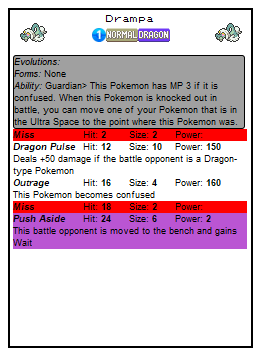 Drampa
1 NORMAL DRAGON
Evolutions:
Forms: None
Ability: Guardian> This Pokemon has MP 3 if it is
confused. When this Pokemon is knocked out in
battle, you can move one of your Pokemon that is in
the Ultra Space to the point where this Pokemon was.
Miss Hit: 2 Size: 2 Power:
Dragon Pulse Hit: 12 Size: 10 Power: 150
Deals +50 damage if the battle opponent is a Dragon-
type Pokemon
Outrage Hit: 16 Size: 4 Power: 160
This Pokemon becomes confused
Miss Hit: 18 Size: 2 Power:
Push Aside Hit: 24 Size: 6 Power: 2
This battle opponent is moved to the bench and gains
Wait